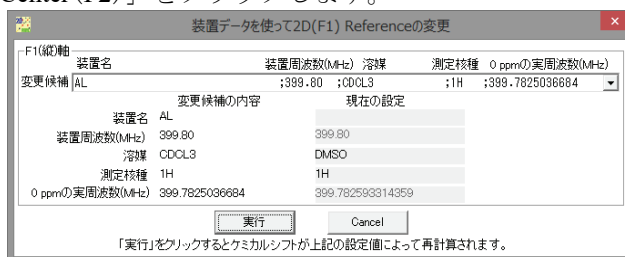 Center(F2)」をクリックします。
装置データを使って2D(F1) Referenceの変更
F1(縦)軸
装置名 装置周波数(MHz) 溶媒 測定核種 0 ppmの実周波数(MHz)
変更候補 AL ;399.80 ;CDCL3 ;1H ;399.7825036684
変更候補の内容 現在の設定
装置名 AL
装置周波数(MHz) 399.80 399.80
溶媒 CDCL3 DMSO
測定核種 1H 1H
0 ppmの実周波数(MHz) 399.7825036684 399.782593314359
実行 Cancel
「実行」をクリックするとケミカルシフトが上記の設定値によって再計算されます。